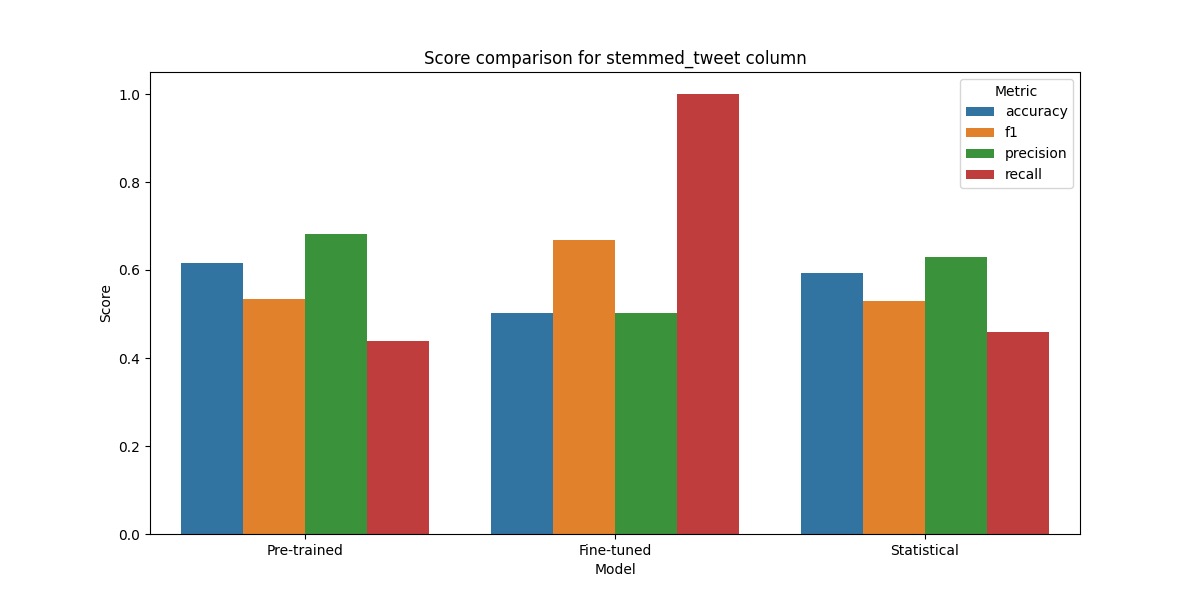 Score comparison for stemmed_tweet column
Metric
accuracy
f1
precision
recall
Score
1.0
0.8
0.6
0.4
0.2
0.0
Pre-trained
Fine-tuned
Statistical
Model